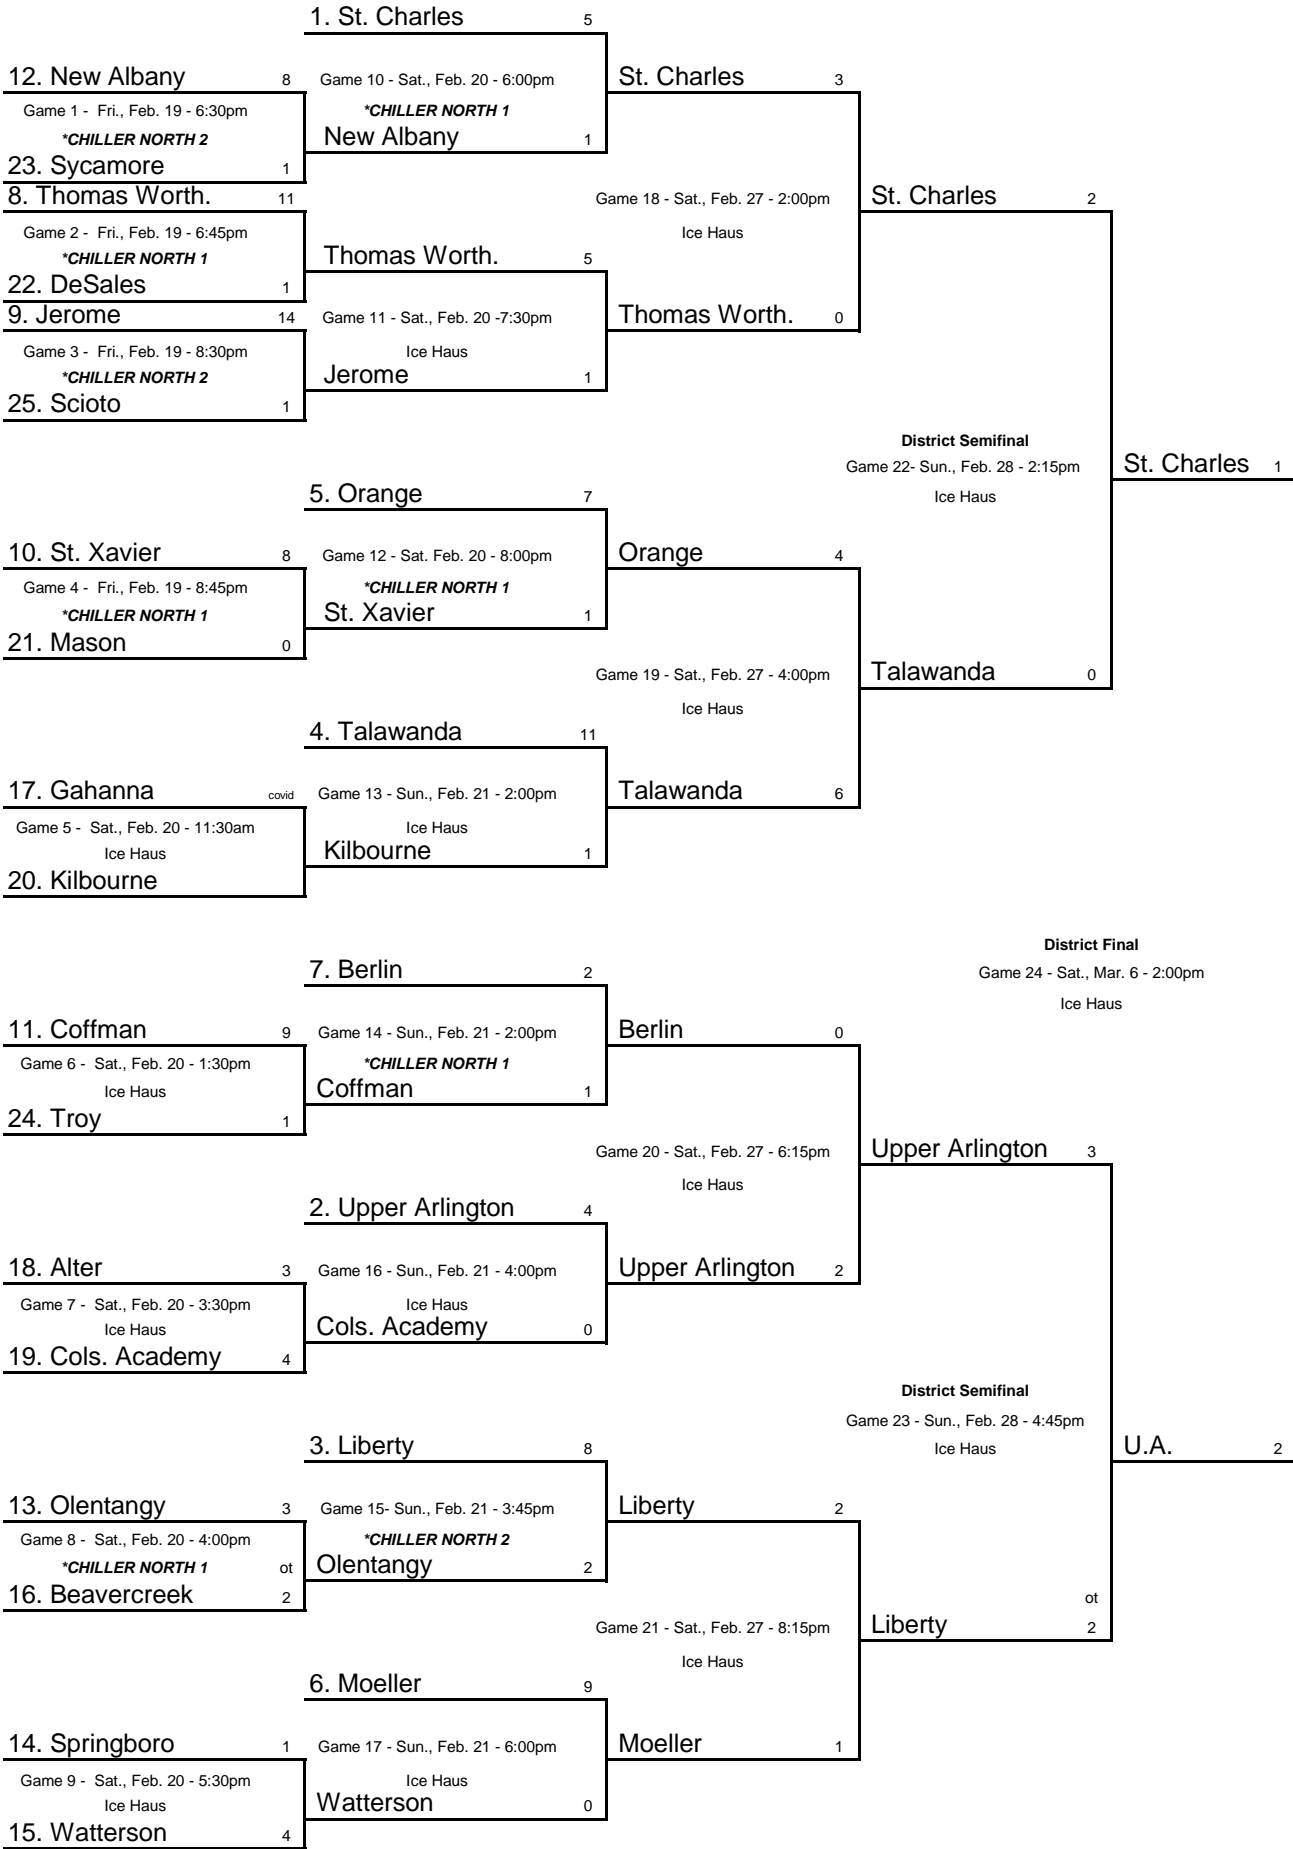 1. St. Charles 5
12. New Albany 8
Game 10 - Sat., Feb. 20 - 6:00pm
St. Charles 3
Game 1 - Fri., Feb. 19 - 6:30pm
*CHILLER NORTH 1
*CHILLER NORTH 2
New Albany 1
23. Sycamore 1
8. Thomas Worth. 11
Game 18 - Sat., Feb. 27 - 2:00pm
St. Charles 2
Game 2 - Fri., Feb. 19 - 6:45pm
Ice Haus
*CHILLER NORTH 1
Thomas Worth. 5
22. DeSales 1
9. Jerome 14
Game 11 - Sat., Feb. 20 -7:30pm
Thomas Worth. 0
Game 3 - Fri., Feb. 19 - 8:30pm
Ice Haus
*CHILLER NORTH 2
Jerome 1
25. Scioto 1
District Semifinal
Game 22- Sun., Feb. 28 - 2:15pm
St. Charles 1
5. Orange 7
Ice Haus
10. St. Xavier 8
Game 12 - Sat. Feb. 20 - 8:00pm
Orange 4
Game 4 - Fri., Feb. 19 - 8:45pm
*CHILLER NORTH 1
*CHILLER NORTH 1
St. Xavier 1
21. Mason 0
Game 19 - Sat., Feb. 27 - 4:00pm
Talawanda 0
Ice Haus
4. Talawanda 11
17. Gahanna covid
Game 13 - Sun., Feb. 21 - 2:00pm
Talawanda 6
Game 5 - Sat., Feb. 20 - 11:30am
Ice Haus
Ice Haus
Kilbourne 1
20. Kilbourne
District Final
7. Berlin 2
Game 24 - Sat., Mar. 6 - 2:00pm
Ice Haus
11. Coffman 9
Game 14 - Sun., Feb. 21 - 2:00pm
Berlin 0
Game 6 - Sat., Feb. 20 - 1:30pm
*CHILLER NORTH 1
Ice Haus
Coffman 1
24. Troy 1
Game 20 - Sat., Feb. 27 - 6:15pm
Upper Arlington 3
Ice Haus
2. Upper Arlington 4
18. Alter 3
Game 16 - Sun., Feb. 21 - 4:00pm
Upper Arlington 2
Game 7 - Sat., Feb. 20 - 3:30pm
Ice Haus
Ice Haus
Cols. Academy 0
19. Cols. Academy 4
District Semifinal
Game 23 - Sun., Feb. 28 - 4:45pm
3. Liberty 8
Ice Haus
U.A. 2
13. Olentangy 3
Game 15- Sun., Feb. 21 - 3:45pm
Liberty 2
Game 8 - Sat., Feb. 20 - 4:00pm
*CHILLER NORTH 2
*CHILLER NORTH 1 ot
Olentangy 2
16. Beavercreek 2
ot
Game 21 - Sat., Feb. 27 - 8:15pm
Liberty 2
Ice Haus
6. Moeller 9
14. Springboro 1
Game 17 - Sun., Feb. 21 - 6:00pm
Moeller 1
Game 9 - Sat., Feb. 20 - 5:30pm
Ice Haus
Ice Haus
Watterson 0
15. Watterson 4